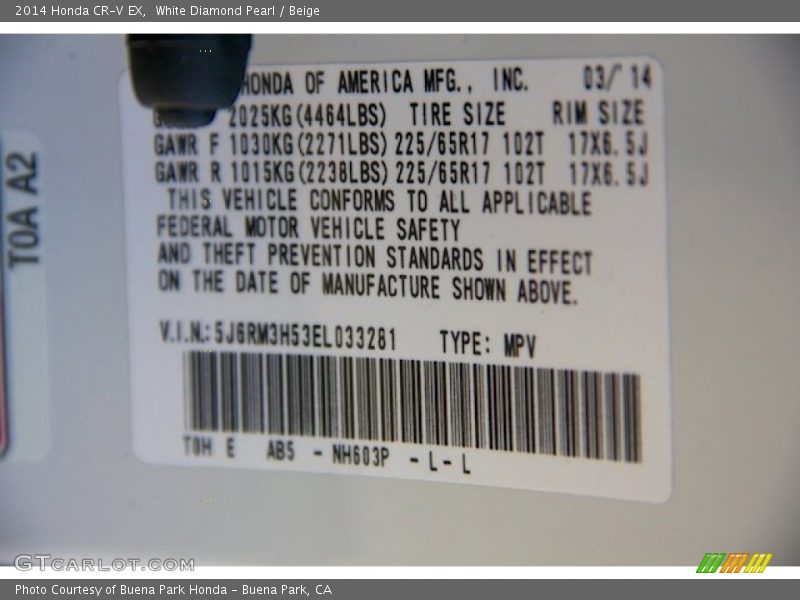 2014 Honda CR-V EX, White Diamond Pearl / Beige
HONDA OF AMERICA MFG., INC. 03/ 14
2025KG(4464LBS) TIRE SIZE RIM SIZE
GAWR F 1030KG(2271LBS) 225/65R17 102T 17X6.5J
GAWR R 1015KG(2238LBS) 225/65R17 102T 17X6.5J
THIS VEHICLE CONFORMS TO ALL APPLICABLE
FEDERAL MOTOR VEHICLE SAFETY
AND THEFT PREVENTION STANDARDS IN EFFECT
ON THE DATE OF MANUFACTURE SHOWN ABOVE.
V.I.N.: 5J6RM3H53EL033281 TYPE: MPV
T0H E AB5 - NH603P - L - L
T0A A2
GTCARLOT.COM
Photo Courtesy of Buena Park Honda - Buena Park, CA